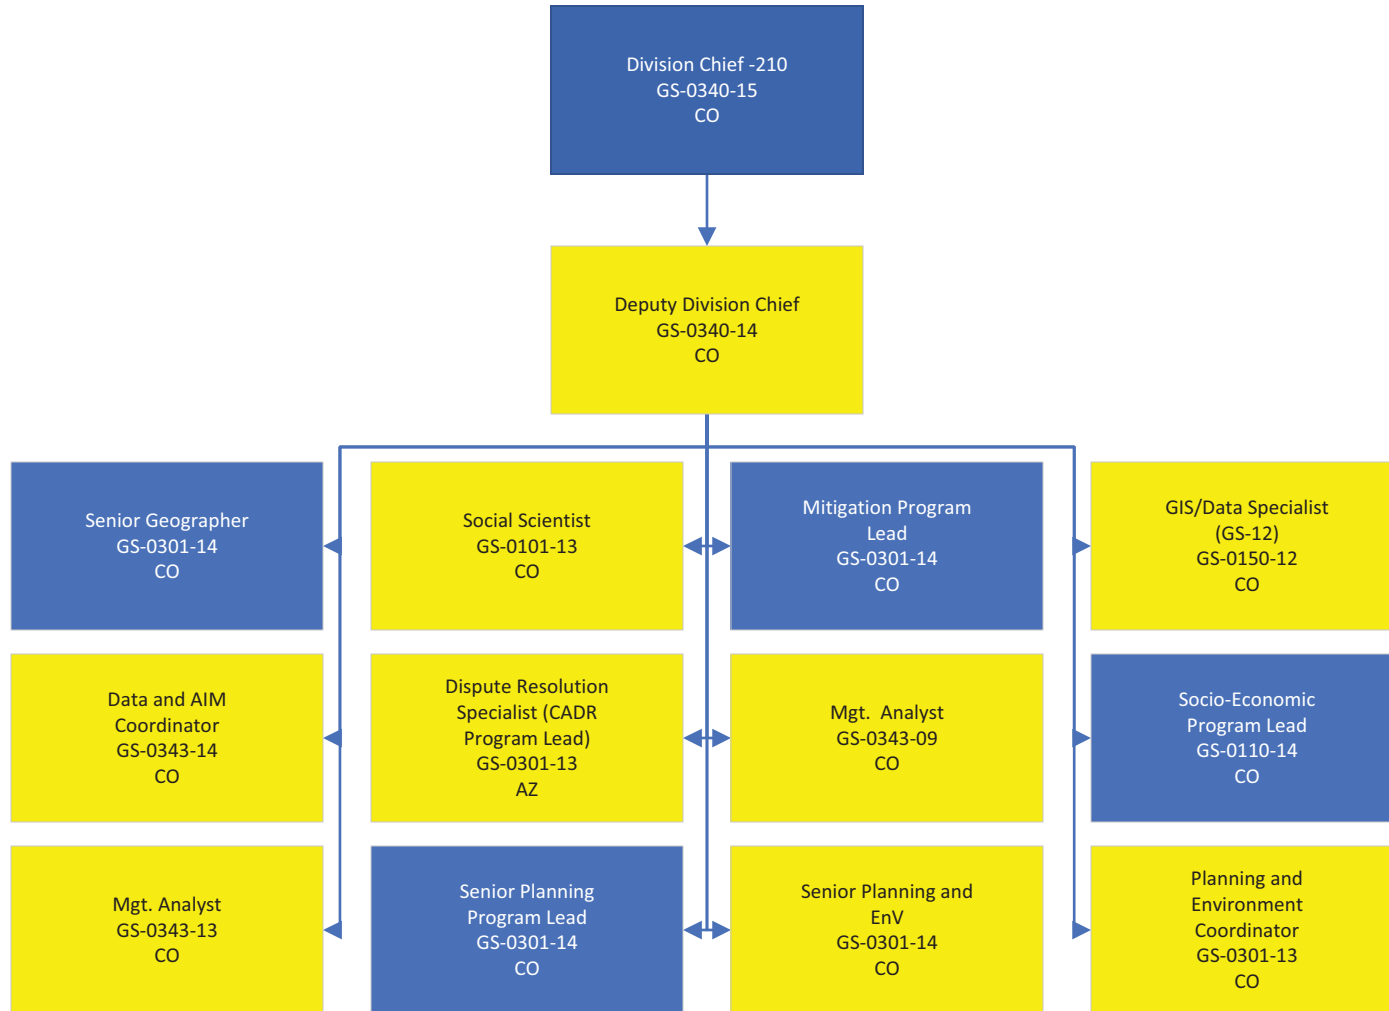 Division Chief -210
GS-0340-15
CO
Deputy Division Chief
GS-0340-14
CO
Senior Geographer
GS-0301-14
CO
Social Scientist
GS-0101-13
CO
Mitigation Program
Lead
GS-0301-14
CO
GIS/Data Specialist
(GS-12)
GS-0150-12
CO
Data and AIM
Coordinator
GS-0343-14
CO
Dispute Resolution
Specialist (CADR
Program Lead)
GS-0301-13
AZ
Mgt. Analyst
GS-0343-09
CO
Socio-Economic
Program Lead
GS-0110-14
CO
Mgt. Analyst
GS-0343-13
CO
Senior Planning
Program Lead
GS-0301-14
CO
Senior Planning and
EnV
GS-0301-14
CO
Planning and
Environment
Coordinator
GS-0301-13
CO